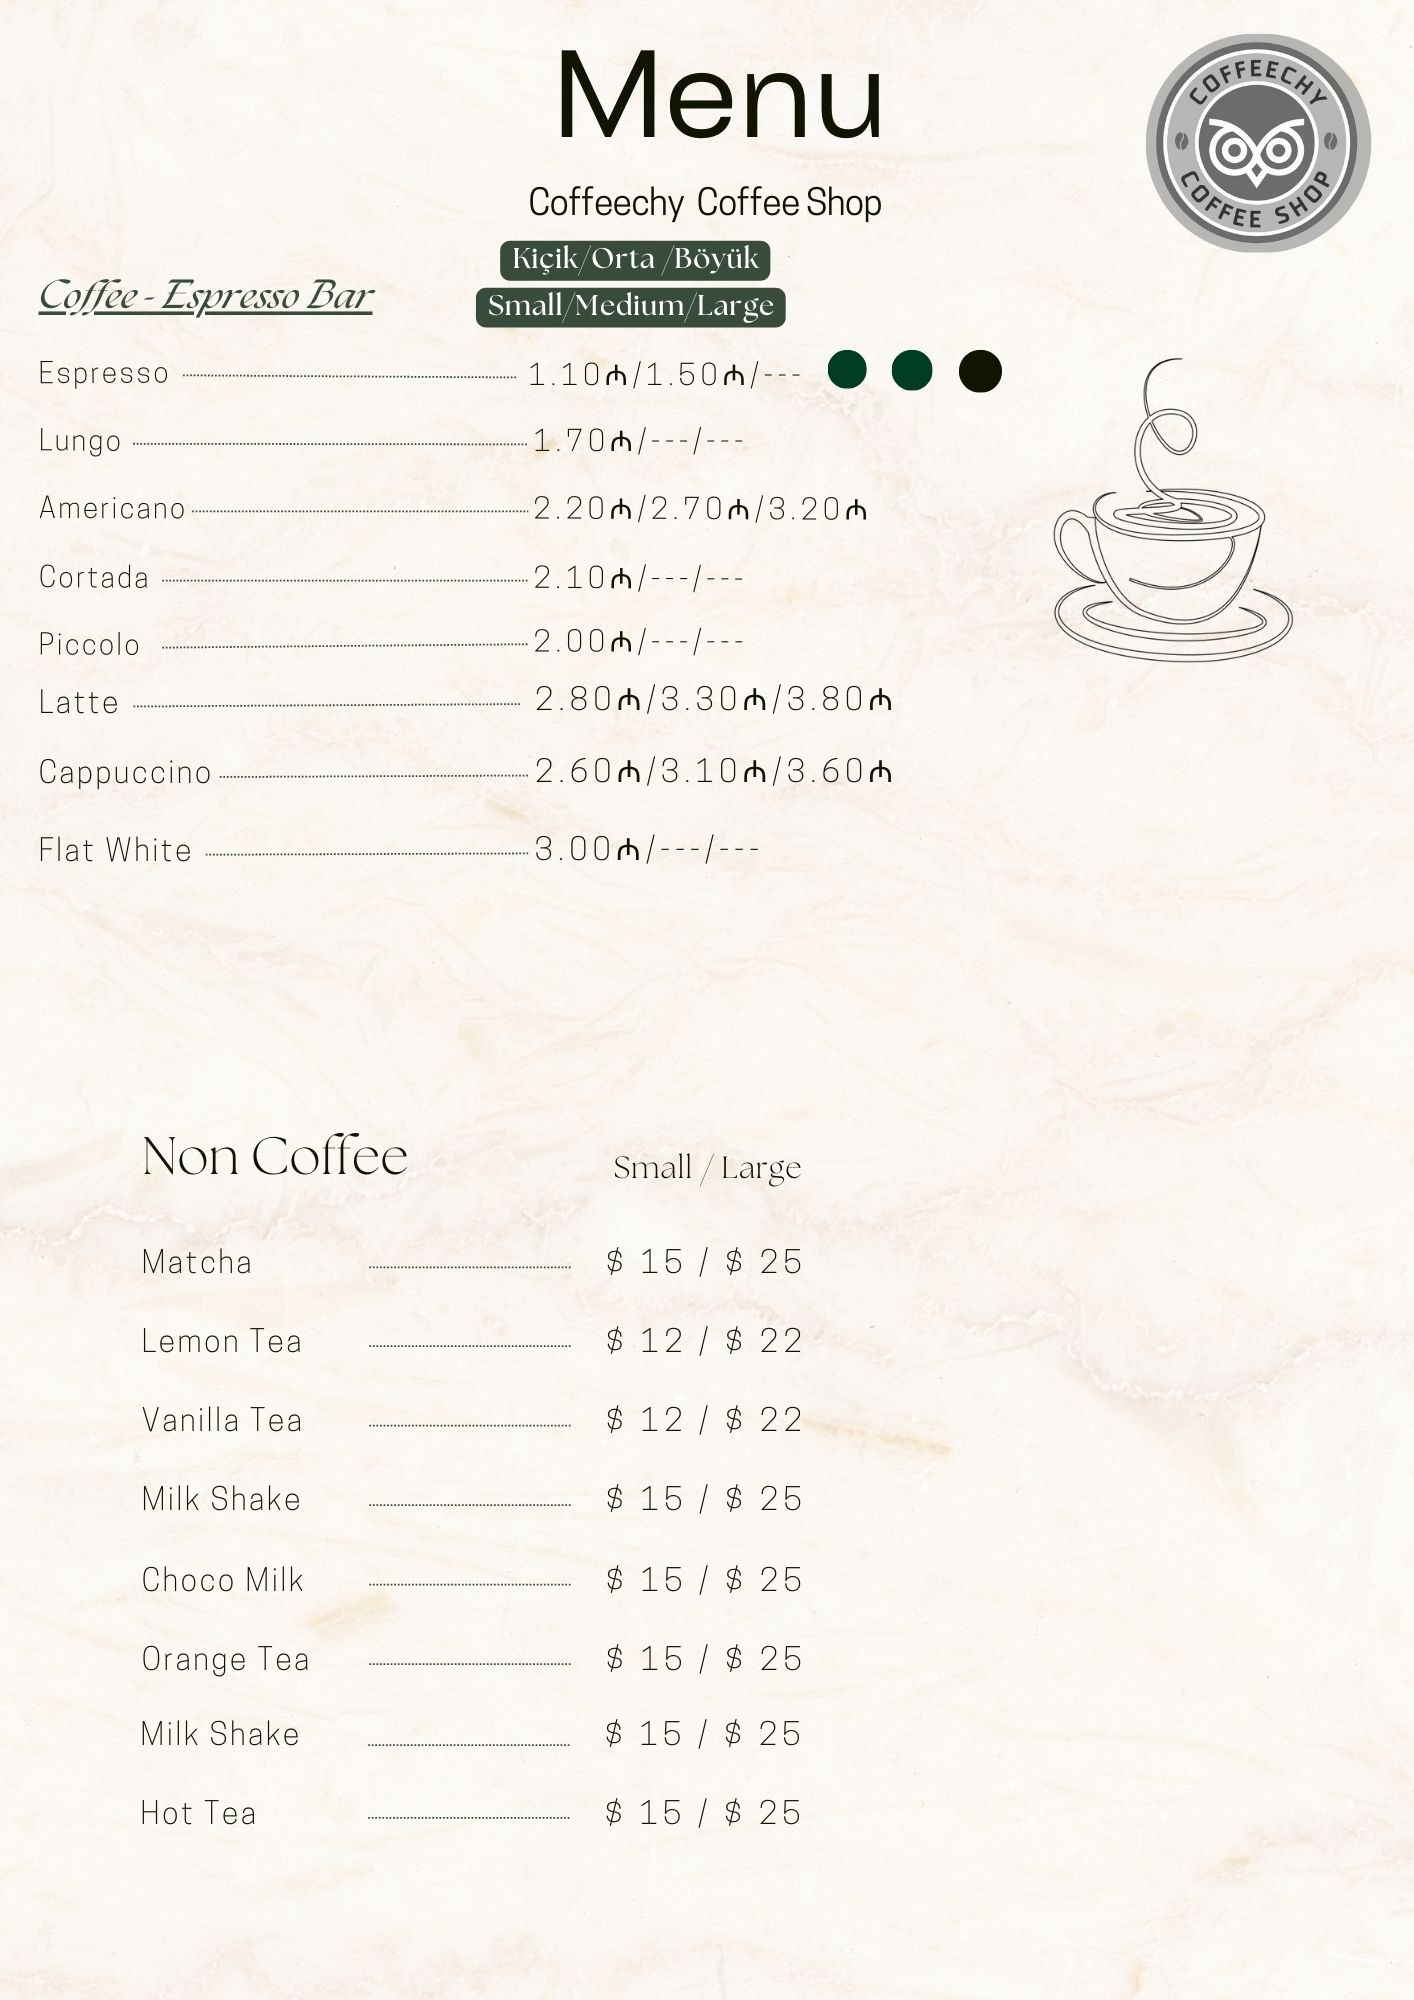 Menu
COFFEECHY
COFFEE SHOP
Coffeechy Coffee Shop
Kiçik/Orta /Böyük
Coffee - Espresso Bar
Small/Medium/Large
Espresso 1.10₼/1.50₼/---
Lungo 1.70₼/---/---
Americano 2.20₼/2.70₼/3.20₼
Cortada 2.10₼/---/---
Piccolo 2.00₼/---/---
Latte 2.80₼/3.30₼/3.80₼
Cappuccino 2.60₼/3.10₼/3.60₼
Flat White 3.00₼/---/---
Non Coffee Small / Large
Matcha $ 15 / $ 25
Lemon Tea $ 12 / $ 22
Vanilla Tea $ 12 / $ 22
Milk Shake $ 15 / $ 25
Choco Milk $ 15 / $ 25
Orange Tea $ 15 / $ 25
Milk Shake $ 15 / $ 25
Hot Tea $ 15 / $ 25